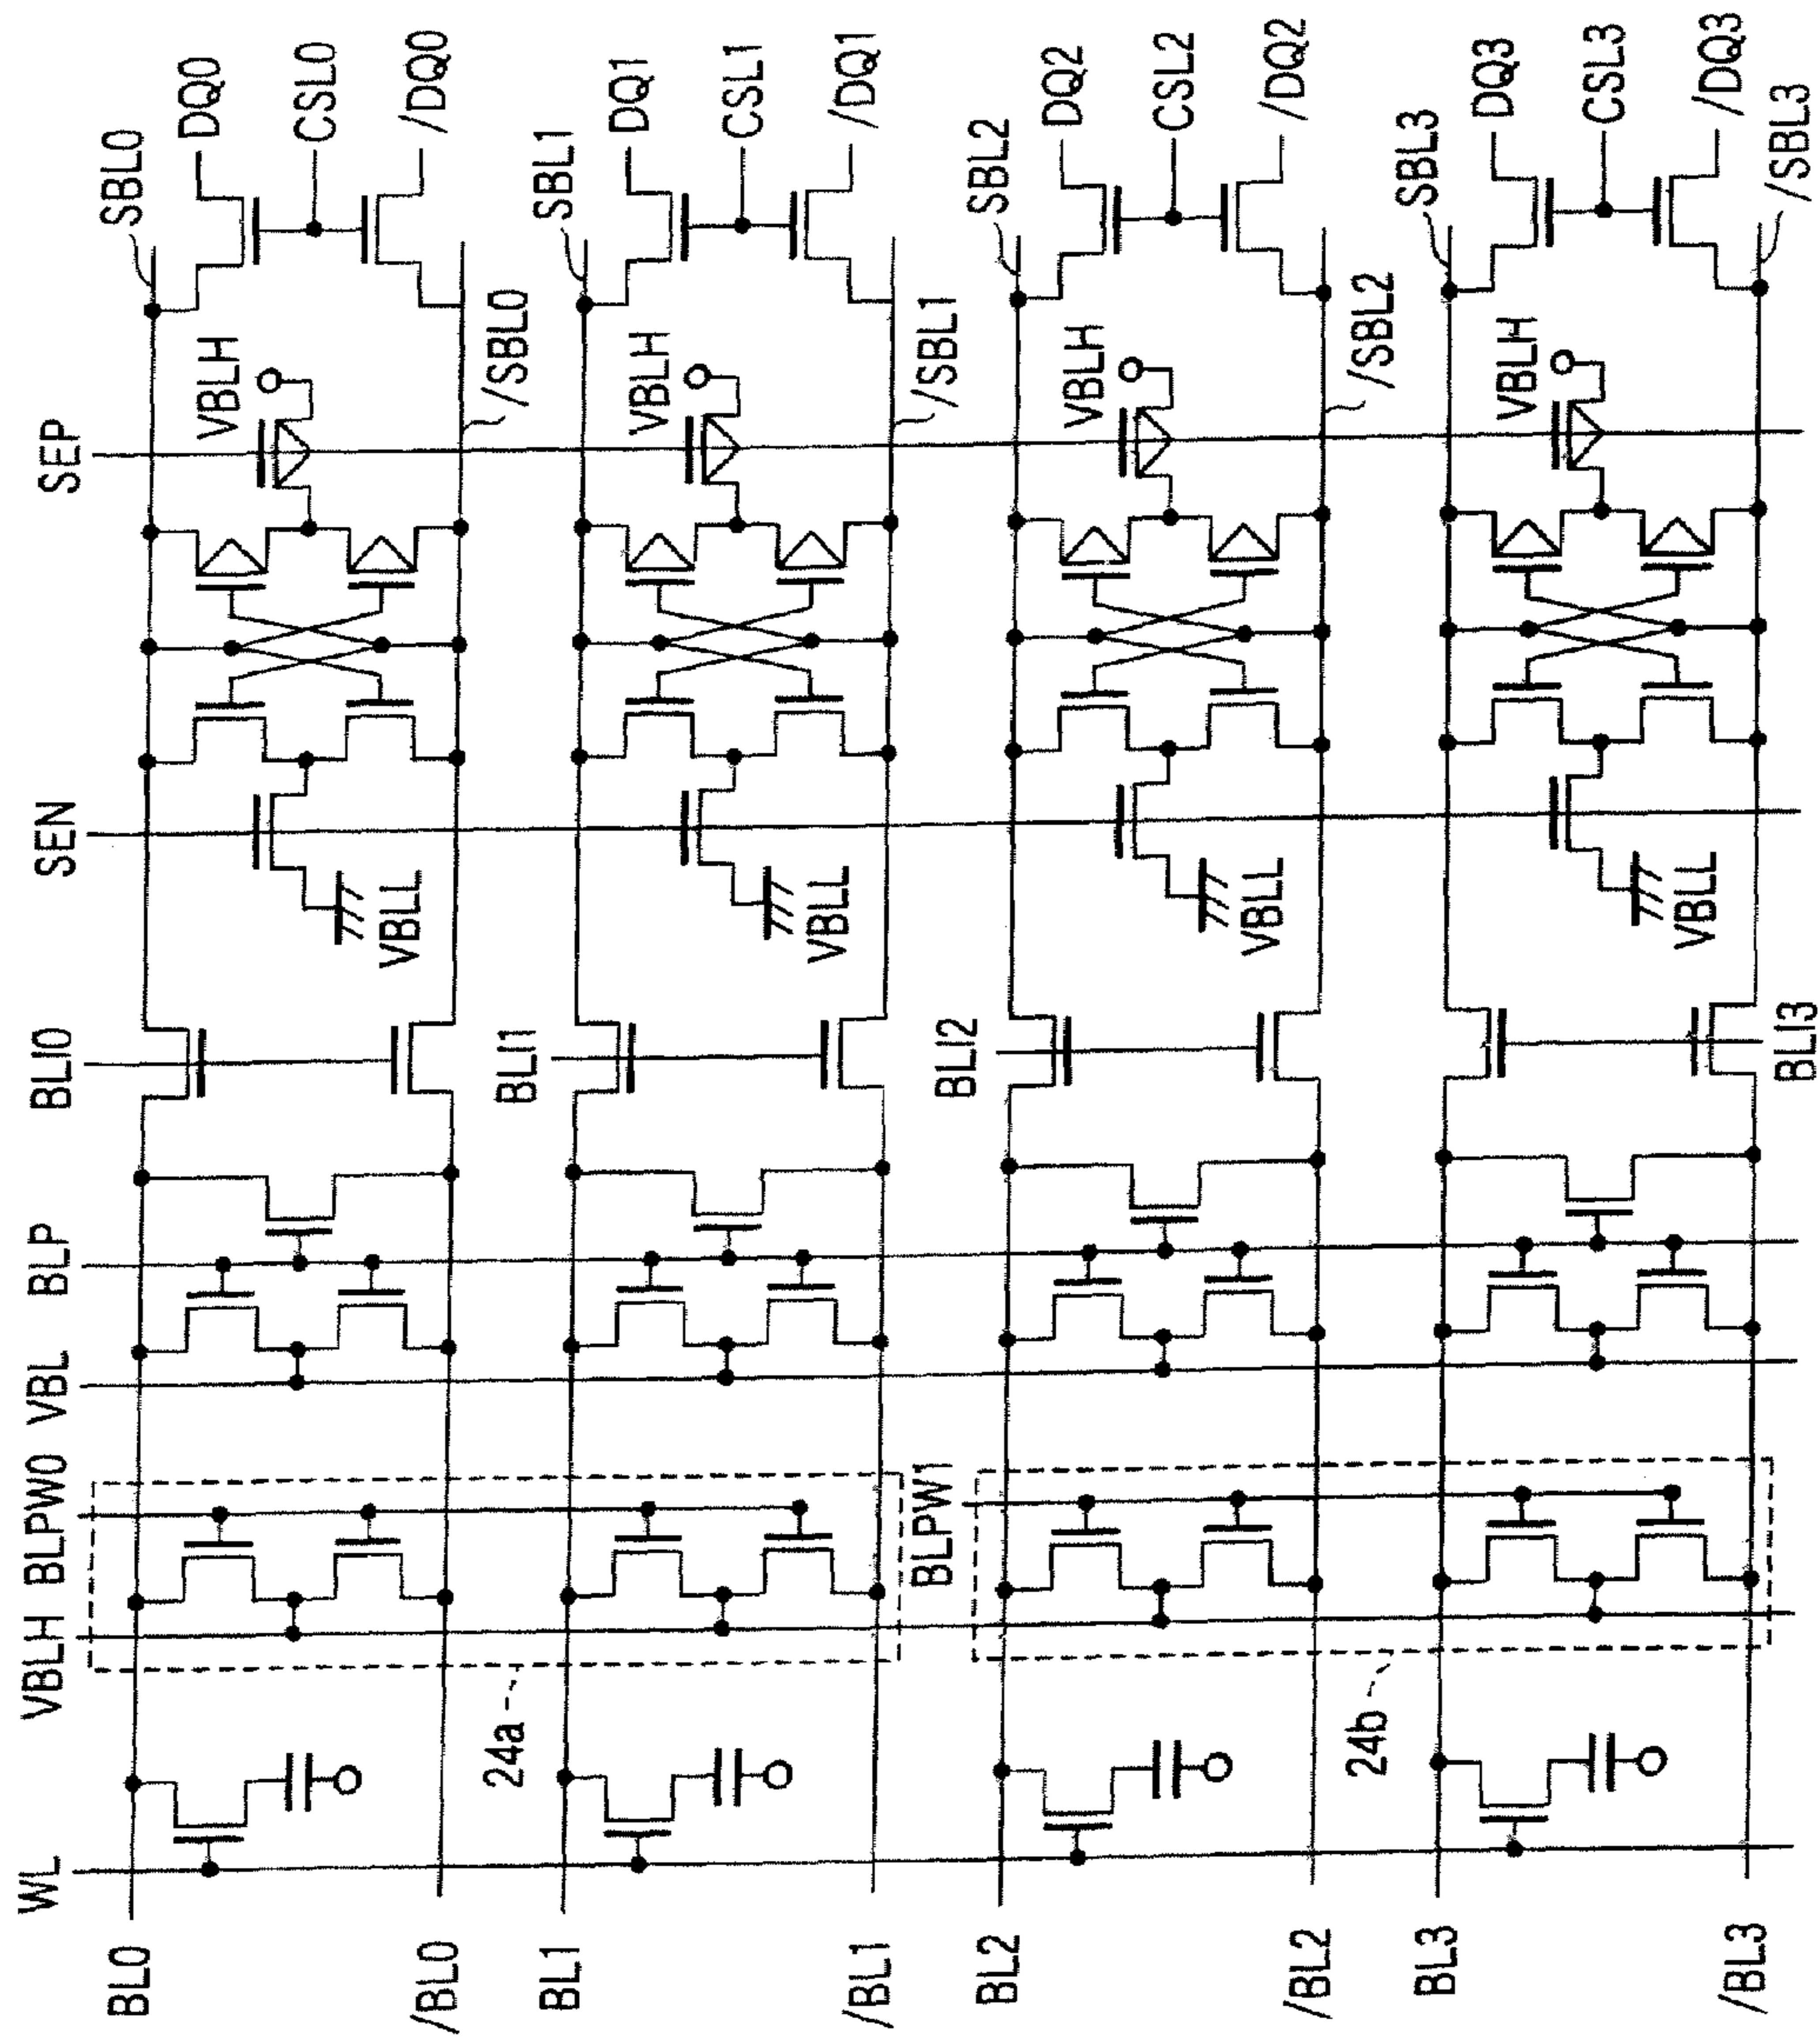 WL
VBLH
BLPW0
VBL
BLP
BLI0
SEN
SEP
SBL0
DQ0
CSL0
/DQ0
VBLH
/SBL0
VBLL
BL0
/BL0
24a
BLI1
SBL1
DQ1
CSL1
/DQ1
VBLH
/SBL1
VBLL
BL1
/BL1
BLPW1
BLI2
SBL2
DQ2
CSL2
/DQ2
VBLH
/SBL2
VBLL
BL2
/BL2
24b
SBL3
DQ3
CSL3
/DQ3
/SBL3
VBLH
VBLL
BLI3
BL3
/BL3